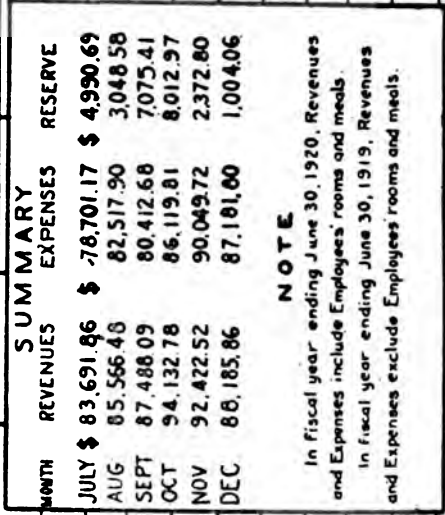 SUMMARY
MONTH REVENUES EXPENSES RESERVE
JULY $ 83,691.86 $ 78,701.17 $ 4,990.69
AUG 85,566.48 82,517.90 3,048.58
SEPT 87,488.09 80,412.68 7,075.41
OCT 94,132.78 86,119.81 8,012.97
NOV 92,422.52 90,049.72 2,372.80
DEC. 88,185.86 87,181.80 1,004.06
NOTE
In fiscal year ending June 30, 1920, Revenues
and Expenses include Employees' rooms and meals.
In fiscal year ending June 30, 1919, Revenues
and Expenses exclude Employees' rooms and meals.